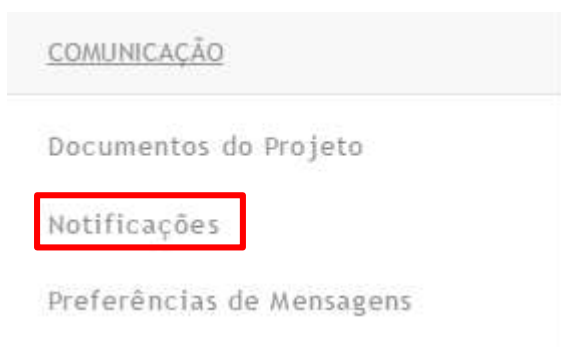 COMUNICAÇÃO
Documentos do Projeto
Notificações
Preferências de Mensagens